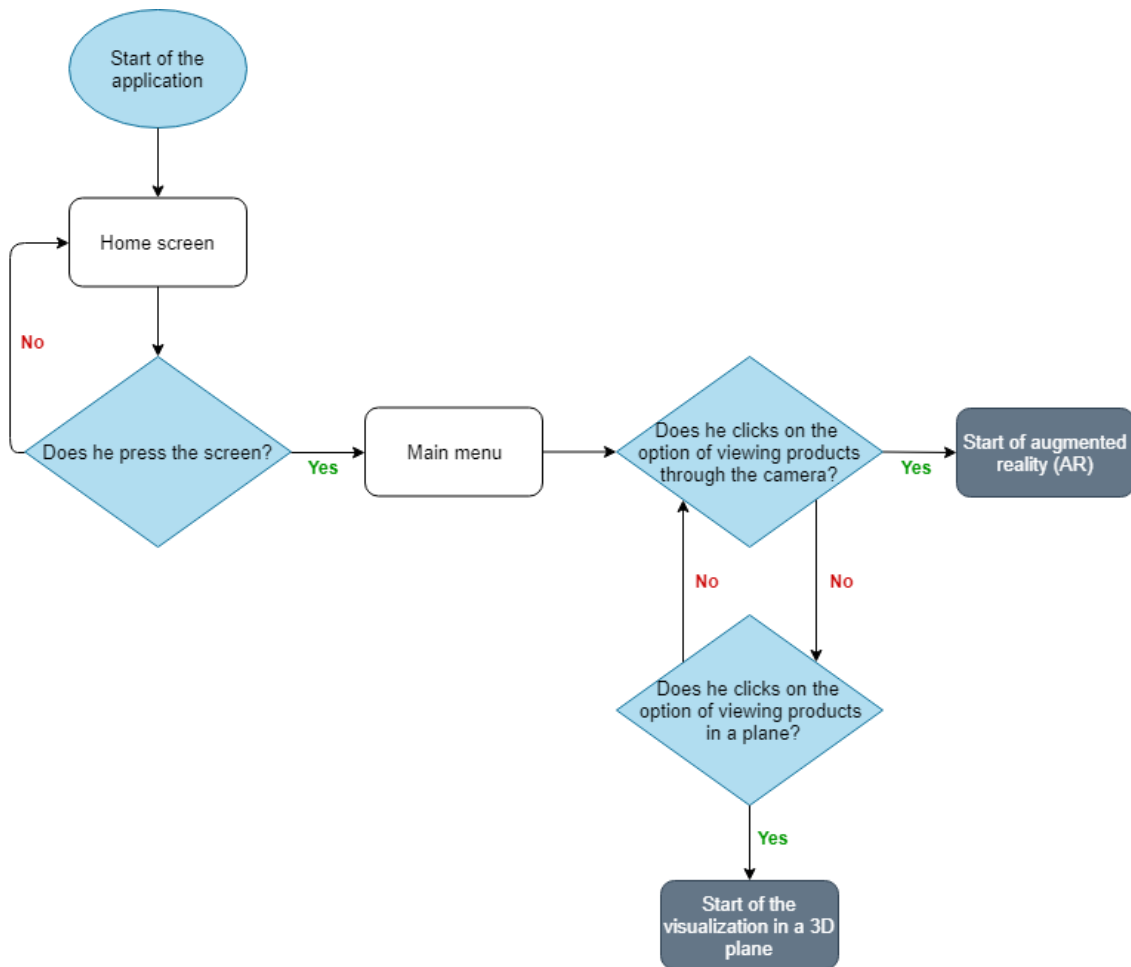 Start of the
application
Home screen
No
Does he press the screen?
Yes
Main menu
Does he clicks on the
option of viewing products
through the camera?
Yes
Start of augmented
reality (AR)
No
No
Does he clicks on the
option of viewing products
in a plane?
Yes
Start of the
visualization in a 3D
plane